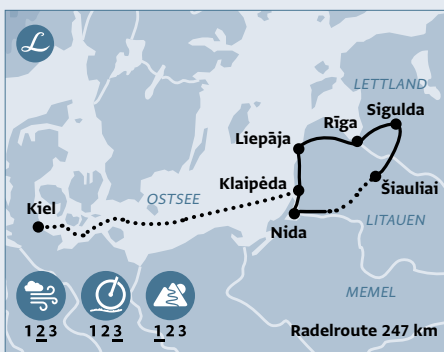 L
LETTLAND
Sigulda
Rīga
Liepāja
Klaipėda
Šiauliai
OSTSEE
Kiel
LITAUEN
Nida
MEMEL
1 2 3 1 2 3 1 2 3 Radelroute 247 km